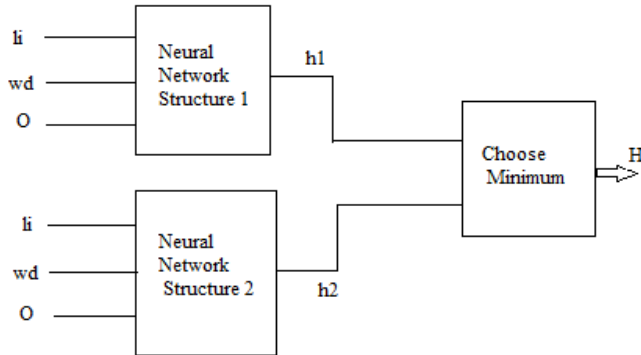 li
wd
O
Neural
Network
Structure 1
h1
li
wd
O
Neural
Network
Structure 2
h2
Choose
Minimum
H